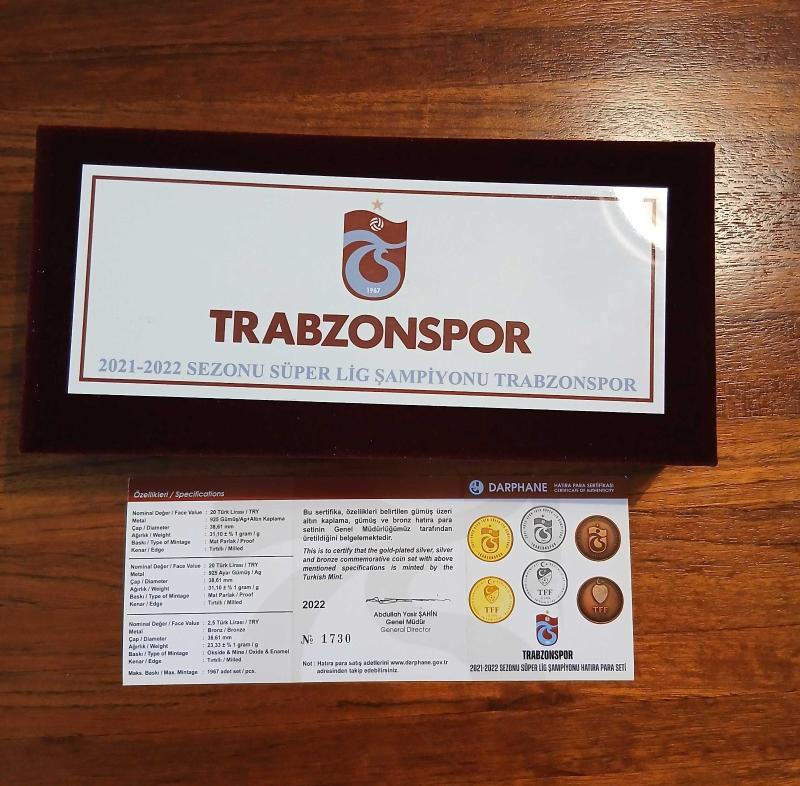 1967
TRABZONSPOR
2021-2022 SEZONU SÜPER LİG ŞAMPİYONU TRABZONSPOR
Özellikleri / Specifications
Nominal Değer / Face Value : 20 Türk Lirası / TRY
Metal : 925 Gümüş/Ag+Altın Kaplama
Çap / Diameter : 38,61 mm
Ağırlık / Weight : 31,10 ± % 1 gram / g
Baskı / Type of Mintage : Mat Parlak / Proof
Kenar / Edge : Tırtıllı / Milled
Nominal Değer / Face Value : 20 Türk Lirası / TRY
Metal : 925 Ayar Gümüş / Ag
Çap / Diameter : 38,61 mm
Ağırlık / Weight : 31,10 ± % 1 gram / g
Baskı / Type of Mintage : Mat Parlak / Proof
Kenar / Edge : Tırtıllı / Milled
Nominal Değer / Face Value : 2,5 Türk Lirası / TRY
Metal : Bronz / Bronze
Çap / Diameter : 38,61 mm
Ağırlık / Weight : 23,33 ± % 1 gram / g
Baskı / Type of Mintage : Okside & Mine / Oxide & Enamel
Kenar / Edge : Tırtıllı / Milled
Maks. Baskı / Max. Mintage : 1967 adet set / pcs.
Bu sertifika, özellikleri belirtilen gümüş üzeri
altın kaplama, gümüş ve bronz hatıra para
setinin Genel Müdürlüğümüz tarafından
üretildiğini belgelemektedir.
This is to certify that the gold-plated silver, silver
and bronze commemorative coin set with above
mentioned specifications is minted by the
Turkish Mint.
2022
Abdullah Yasir ŞAHİN
Genel Müdür
General Director
№ 1730
Not : Hatıra para satış adetlerini www.darphane.gov.tr
adresinden takip edebilirsiniz.
DARPHANE
HATIRA PARA SERTİFİKASI
CERTIFICATE OF AUTHENTICITY
TFF
TFF
TFF
TRABZONSPOR
2021-2022 SEZONU SÜPER LİG ŞAMPİYONU HATIRA PARA SETİ